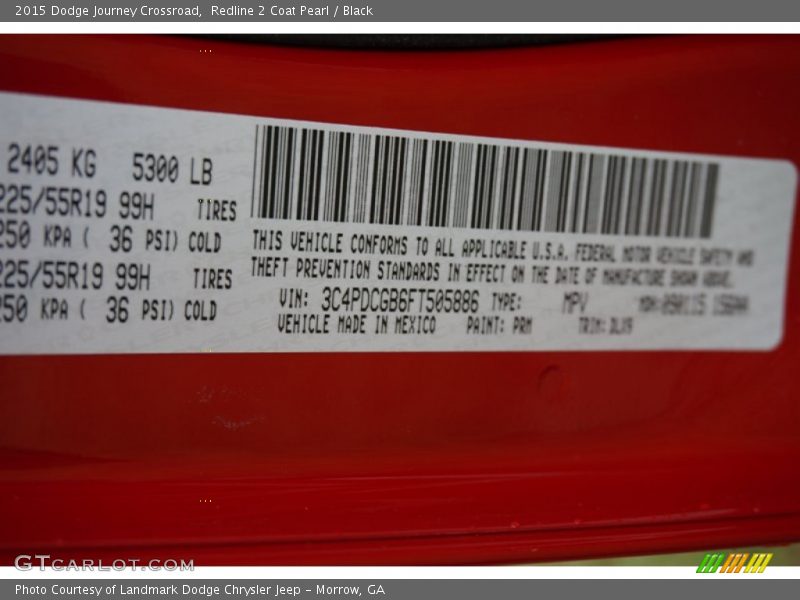 2015 Dodge Journey Crossroad, Redline 2 Coat Pearl / Black
2405 KG 5300 LB
225/55R19 99H TIRES
250 KPA ( 36 PSI) COLD
225/55R19 99H TIRES
250 KPA ( 36 PSI) COLD
THIS VEHICLE CONFORMS TO ALL APPLICABLE U.S.A. FEDERAL MOTOR VEHICLE SAFETY AND
THEFT PREVENTION STANDARDS IN EFFECT ON THE DATE OF MANUFACTURE SHOWN ABOVE.
VIN: 3C4PDCGB6FT505886 TYPE: MPV
VEHICLE MADE IN MEXICO PAINT: PRM TRIM: DLX9
GTCARLOT.COM
Photo Courtesy of Landmark Dodge Chrysler Jeep – Morrow, GA